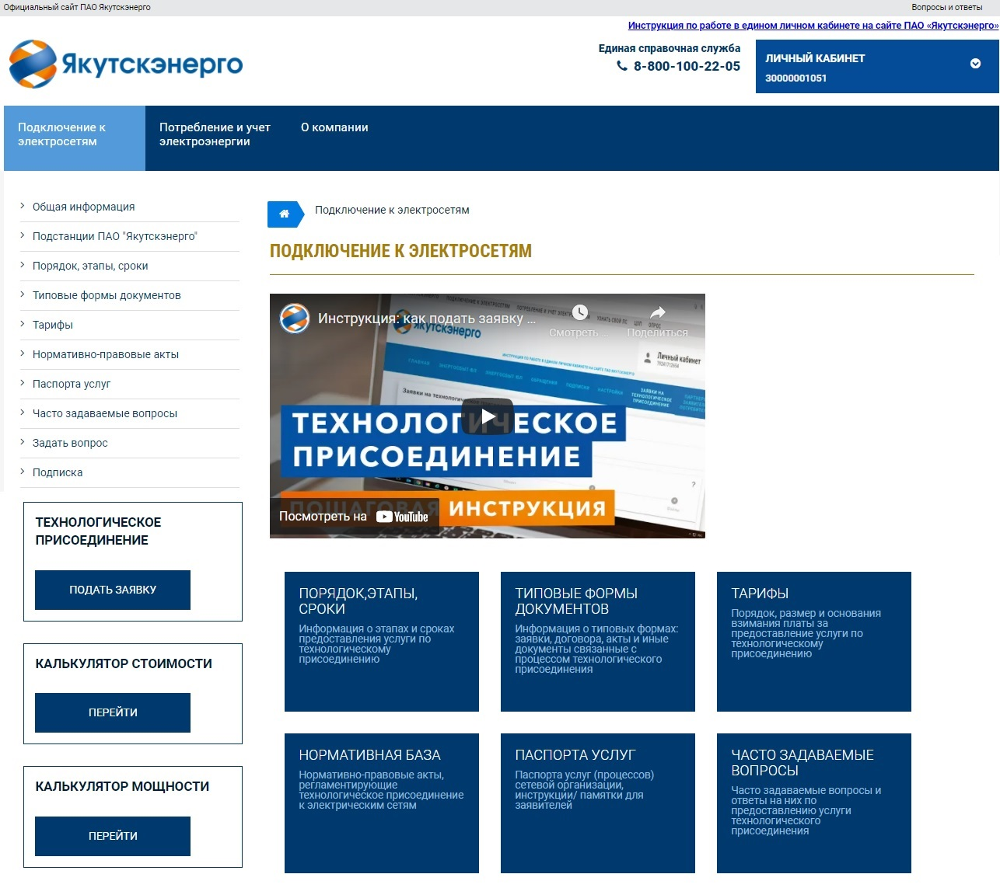 Официальный сайт ПАО Якутскэнерго
Вопросы и ответы
Инструкция по работе в едином личном кабинете на сайте ПАО «Якутскэнерго»
Якутскэнерго
Единая справочная служба
8-800-100-22-05
ЛИЧНЫЙ КАБИНЕТ
30000001051
Подключение к
электросетям
Потребление и учет
электроэнергии
О компании
Общая информация
Подстанции ПАО "Якутскэнерго"
Порядок, этапы, сроки
Типовые формы документов
Тарифы
Нормативно-правовые акты
Паспорта услуг
Часто задаваемые вопросы
Задать вопрос
Подписка
ТЕХНОЛОГИЧЕСКОЕ
ПРИСОЕДИНЕНИЕ
ПОДАТЬ ЗАЯВКУ
КАЛЬКУЛЯТОР СТОИМОСТИ
ПЕРЕЙТИ
КАЛЬКУЛЯТОР МОЩНОСТИ
ПЕРЕЙТИ
Подключение к электросетям
ПОДКЛЮЧЕНИЕ К ЭЛЕКТРОСЕТЯМ
Инструкция: как подать заявку ...
Смотреть ...
Поделиться
Якутскэнерго
Личный кабинет
Заявки на технологическое
ТЕХНОЛОГИЧЕСКОЕ
ПРИСОЕДИНЕНИЕ
ПОШАГОВАЯ ИНСТРУКЦИЯ
Посмотреть на YouTube
ПОРЯДОК,ЭТАПЫ,
СРОКИ
Информация о этапах и сроках
предоставления услуги по
технологическому
присоединению
ТИПОВЫЕ ФОРМЫ
ДОКУМЕНТОВ
Информация о типовых формах:
заявки, договора, акты и иные
документы связанные с
процессом технологического
присоединения
ТАРИФЫ
Порядок, размер и основания
взимания платы за
предоставление услуги по
технологическому
присоединению
НОРМАТИВНАЯ БАЗА
Нормативно-правовые акты,
регламентирующие
технологическое присоединение
к электрическим сетям
ПАСПОРТА УСЛУГ
Паспорта услуг (процессов)
сетевой организации,
инструкции/ памятки для
заявителей
ЧАСТО ЗАДАВАЕМЫЕ
ВОПРОСЫ
Часто задаваемые вопросы и
ответы на них по
предоставлению услуги
технологического
присоединения